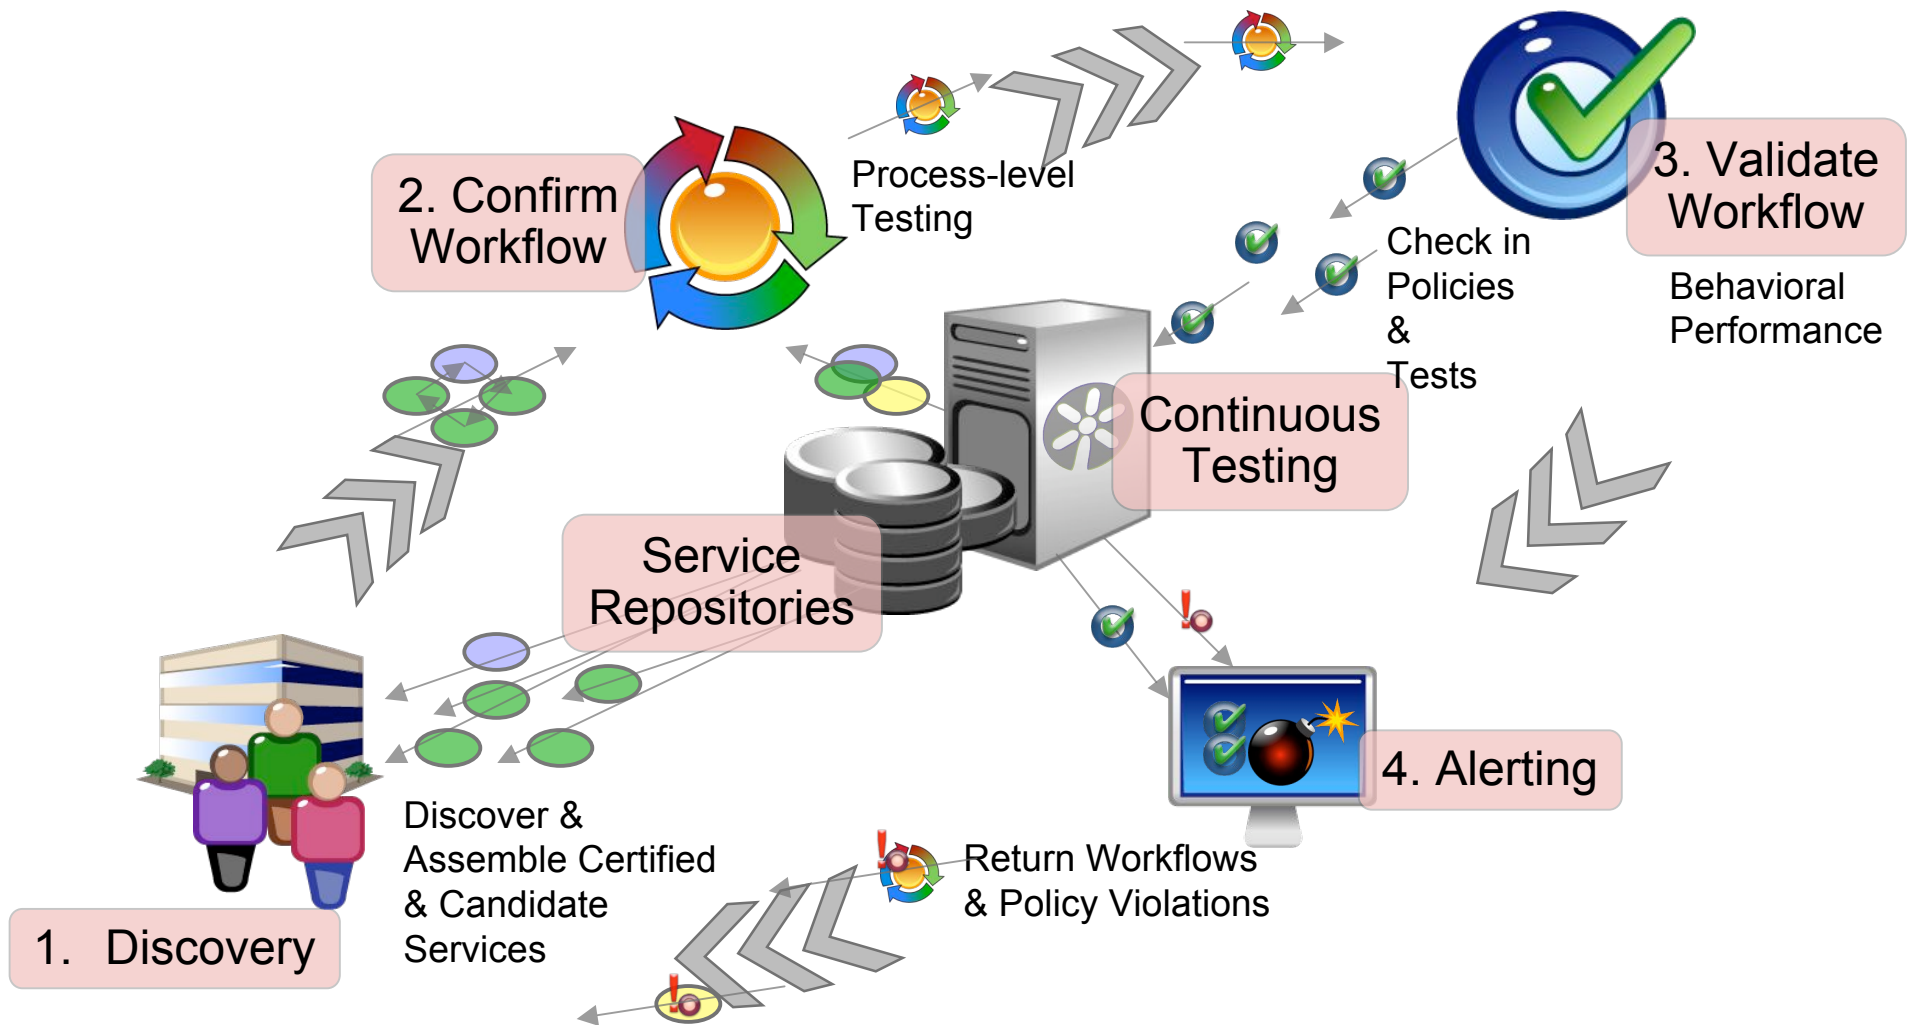 2. Confirm
Workflow
Process-level
Testing
3. Validate
Workflow
Behavioral
Performance
Check in
Policies
&
Tests
Continuous
Testing
Service
Repositories
4. Alerting
Discover &
Assemble Certified
& Candidate
Services
1. Discovery
Return Workflows
& Policy Violations